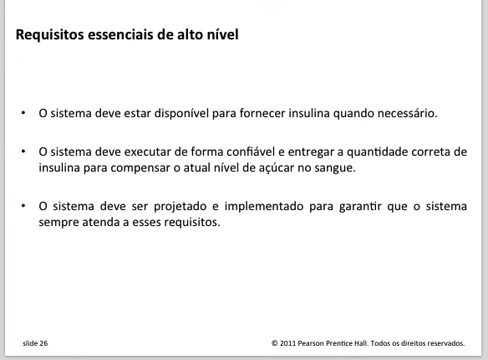 Requisitos essenciais de alto nível
• O sistema deve estar disponível para fornecer insulina quando necessário.
• O sistema deve executar de forma confiável e entregar a quantidade correta de
insulina para compensar o atual nível de açúcar no sangue.
• O sistema deve ser projetado e implementado para garantir que o sistema
sempre atenda a esses requisitos.
slide 26
© 2011 Pearson Prentice Hall. Todos os direitos reservados.